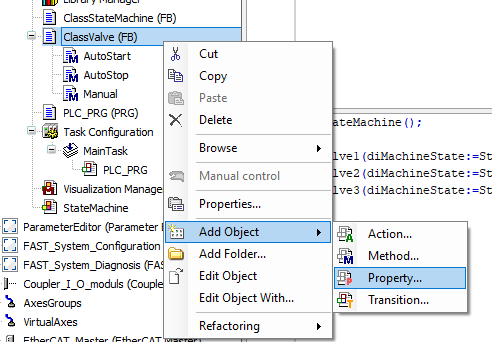 Library Manager
ClassStateMachine (FB)
ClassValve (FB)
AutoStart
AutoStop
Manual
PLC_PRG (PRG)
Task Configuration
MainTask
PLC_PRG
Visualization Manage
StateMachine
ParameterEditor (Parameter E
FAST_System_Configuration
FAST_System_Diagnosis (FAS
Coupler_I_O_moduls (Couple
AxesGroups
VirtualAxes
EtherCAT_Master (EtherCAT M
Cut
Copy
Paste
Delete
Browse
Manual control
Properties...
Add Object
Add Folder...
Edit Object
Edit Object With...
Refactoring
ateMachine();
lve1(diMachineState:=St
lve2(diMachineState:=St
lve3(diMachineState:=St
Action...
Method...
Property...
Transition...